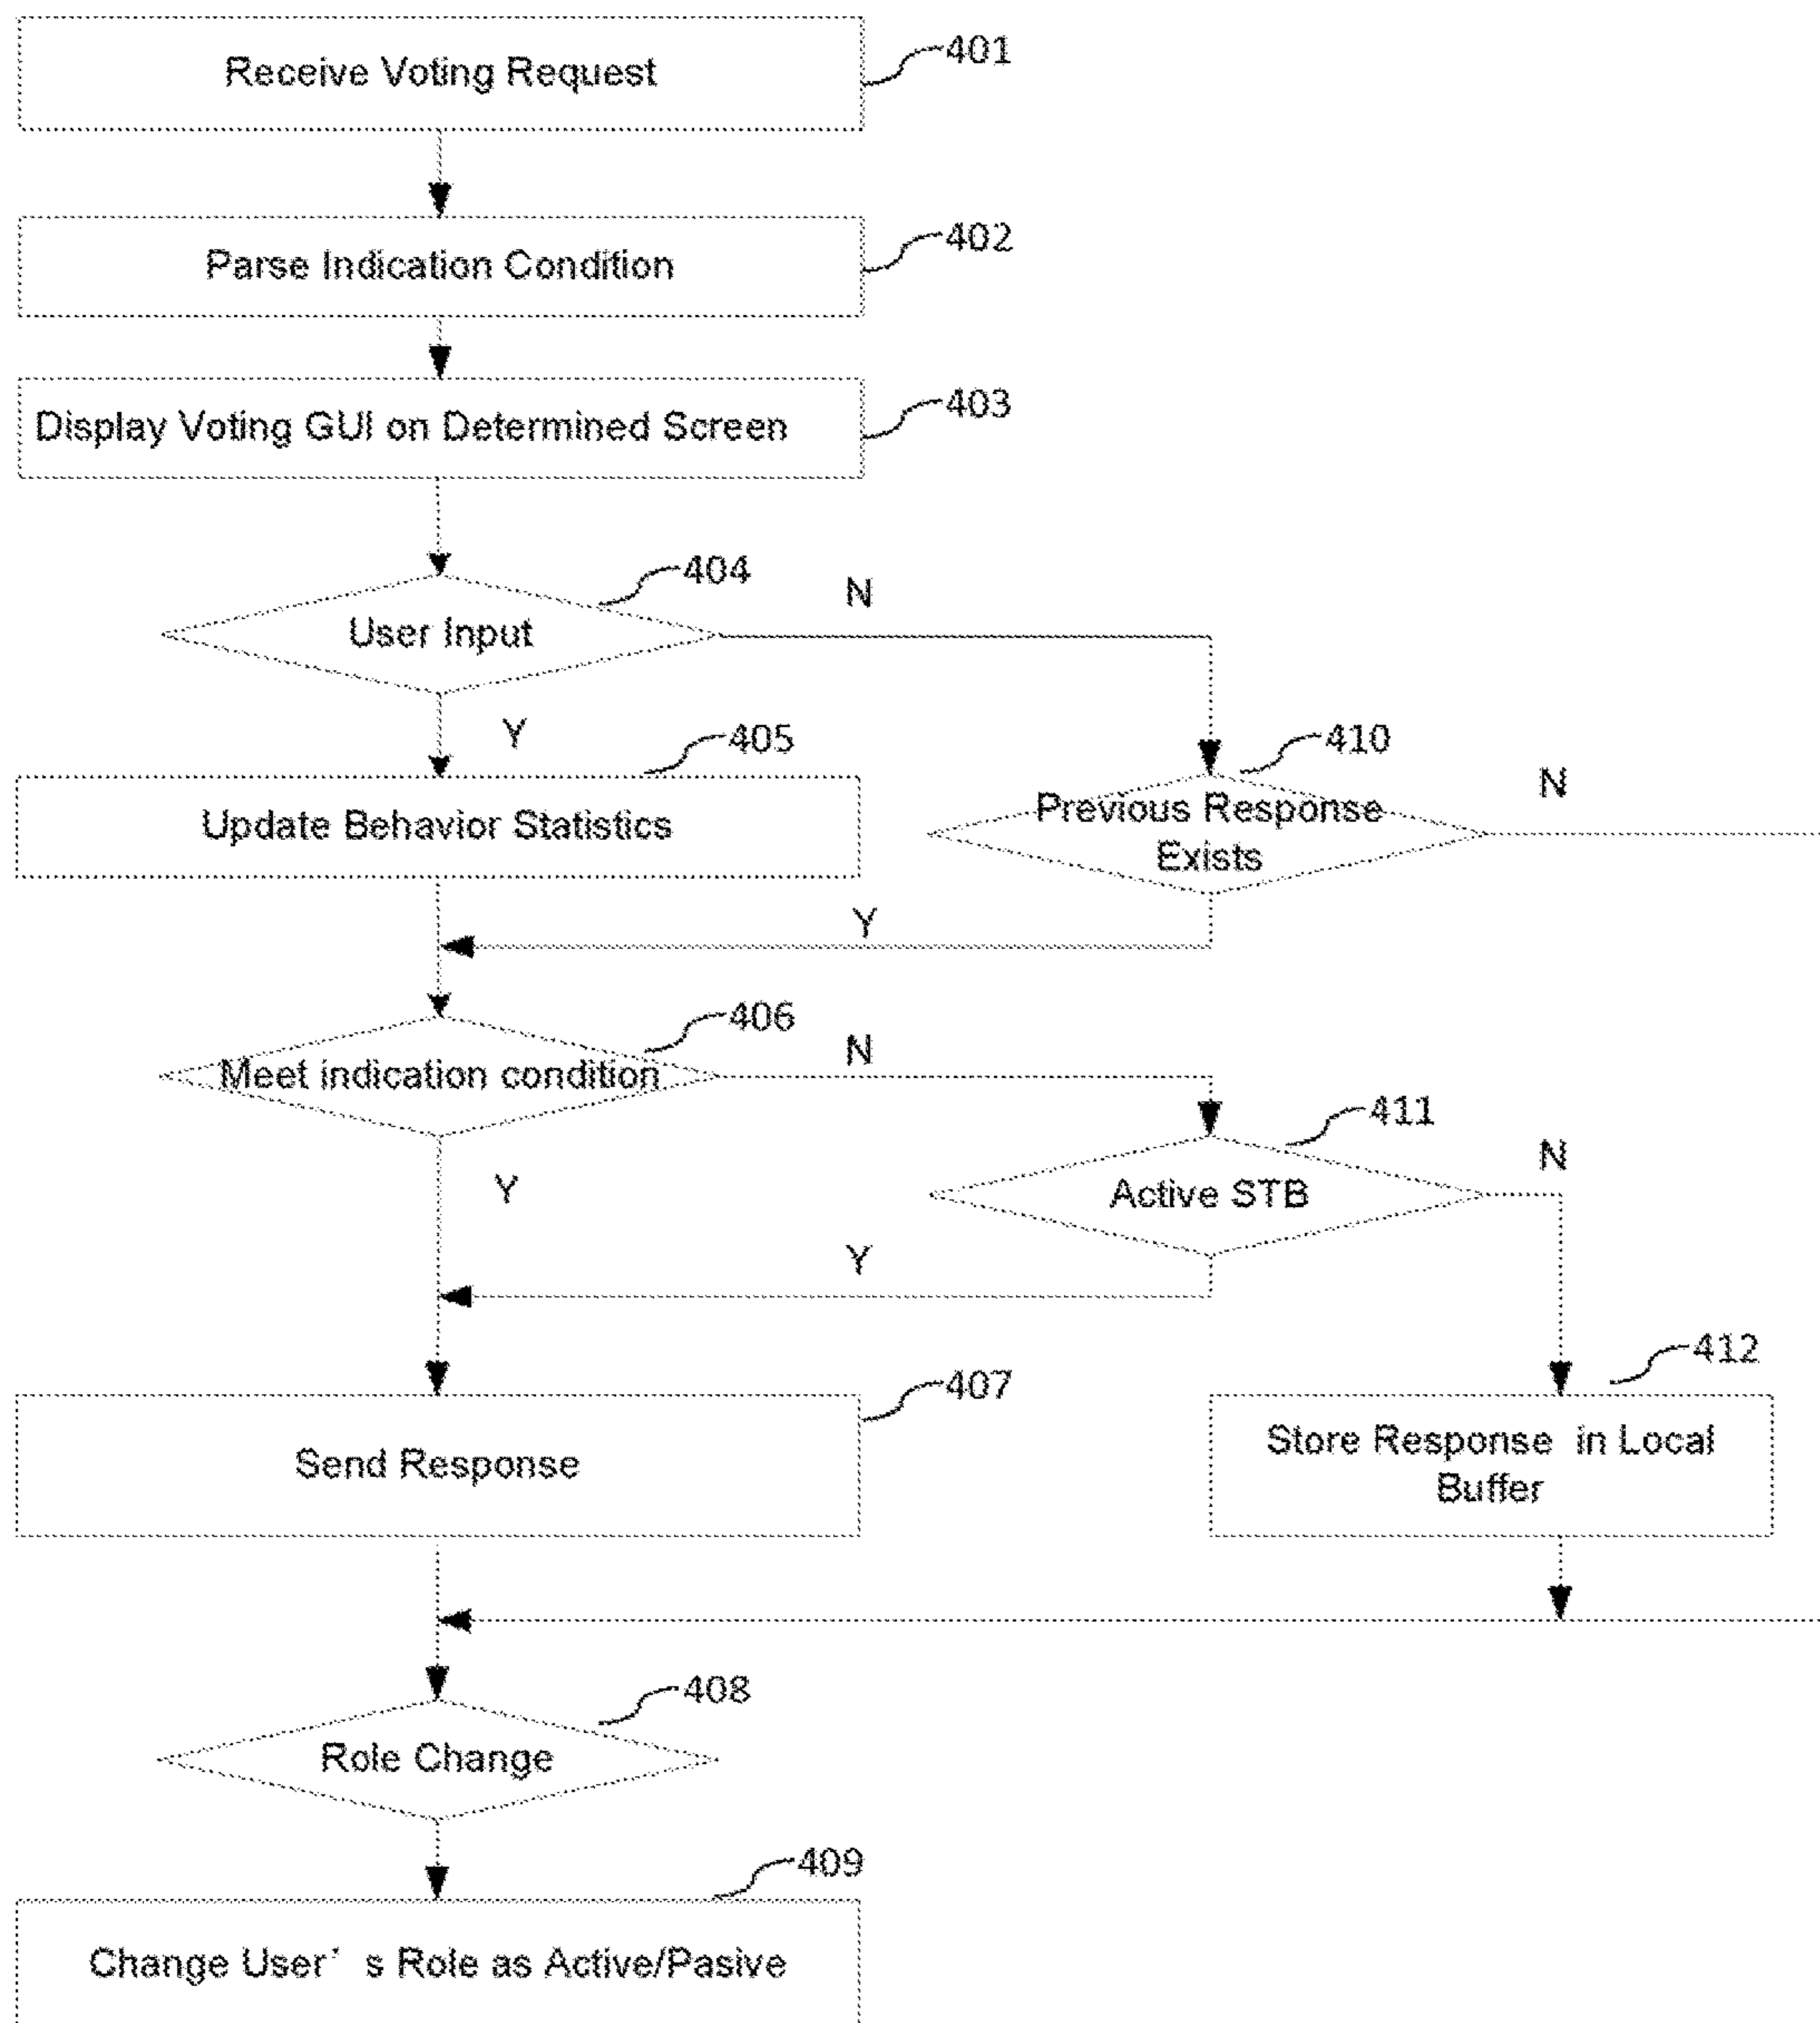 Receive Voting Request
401
Parse Indication Condition
402
Display Voting GUI on Determined Screen
403
User Input
404
N
Y
Update Behavior Statistics
405
Previous Response
Exists
410
N
Y
Meet indication condition
406
N
Y
Active STB
411
N
Y
Send Response
407
Store Response in Local
Buffer
412
Role Change
408
Change User' s Role as Active/Pasive
409